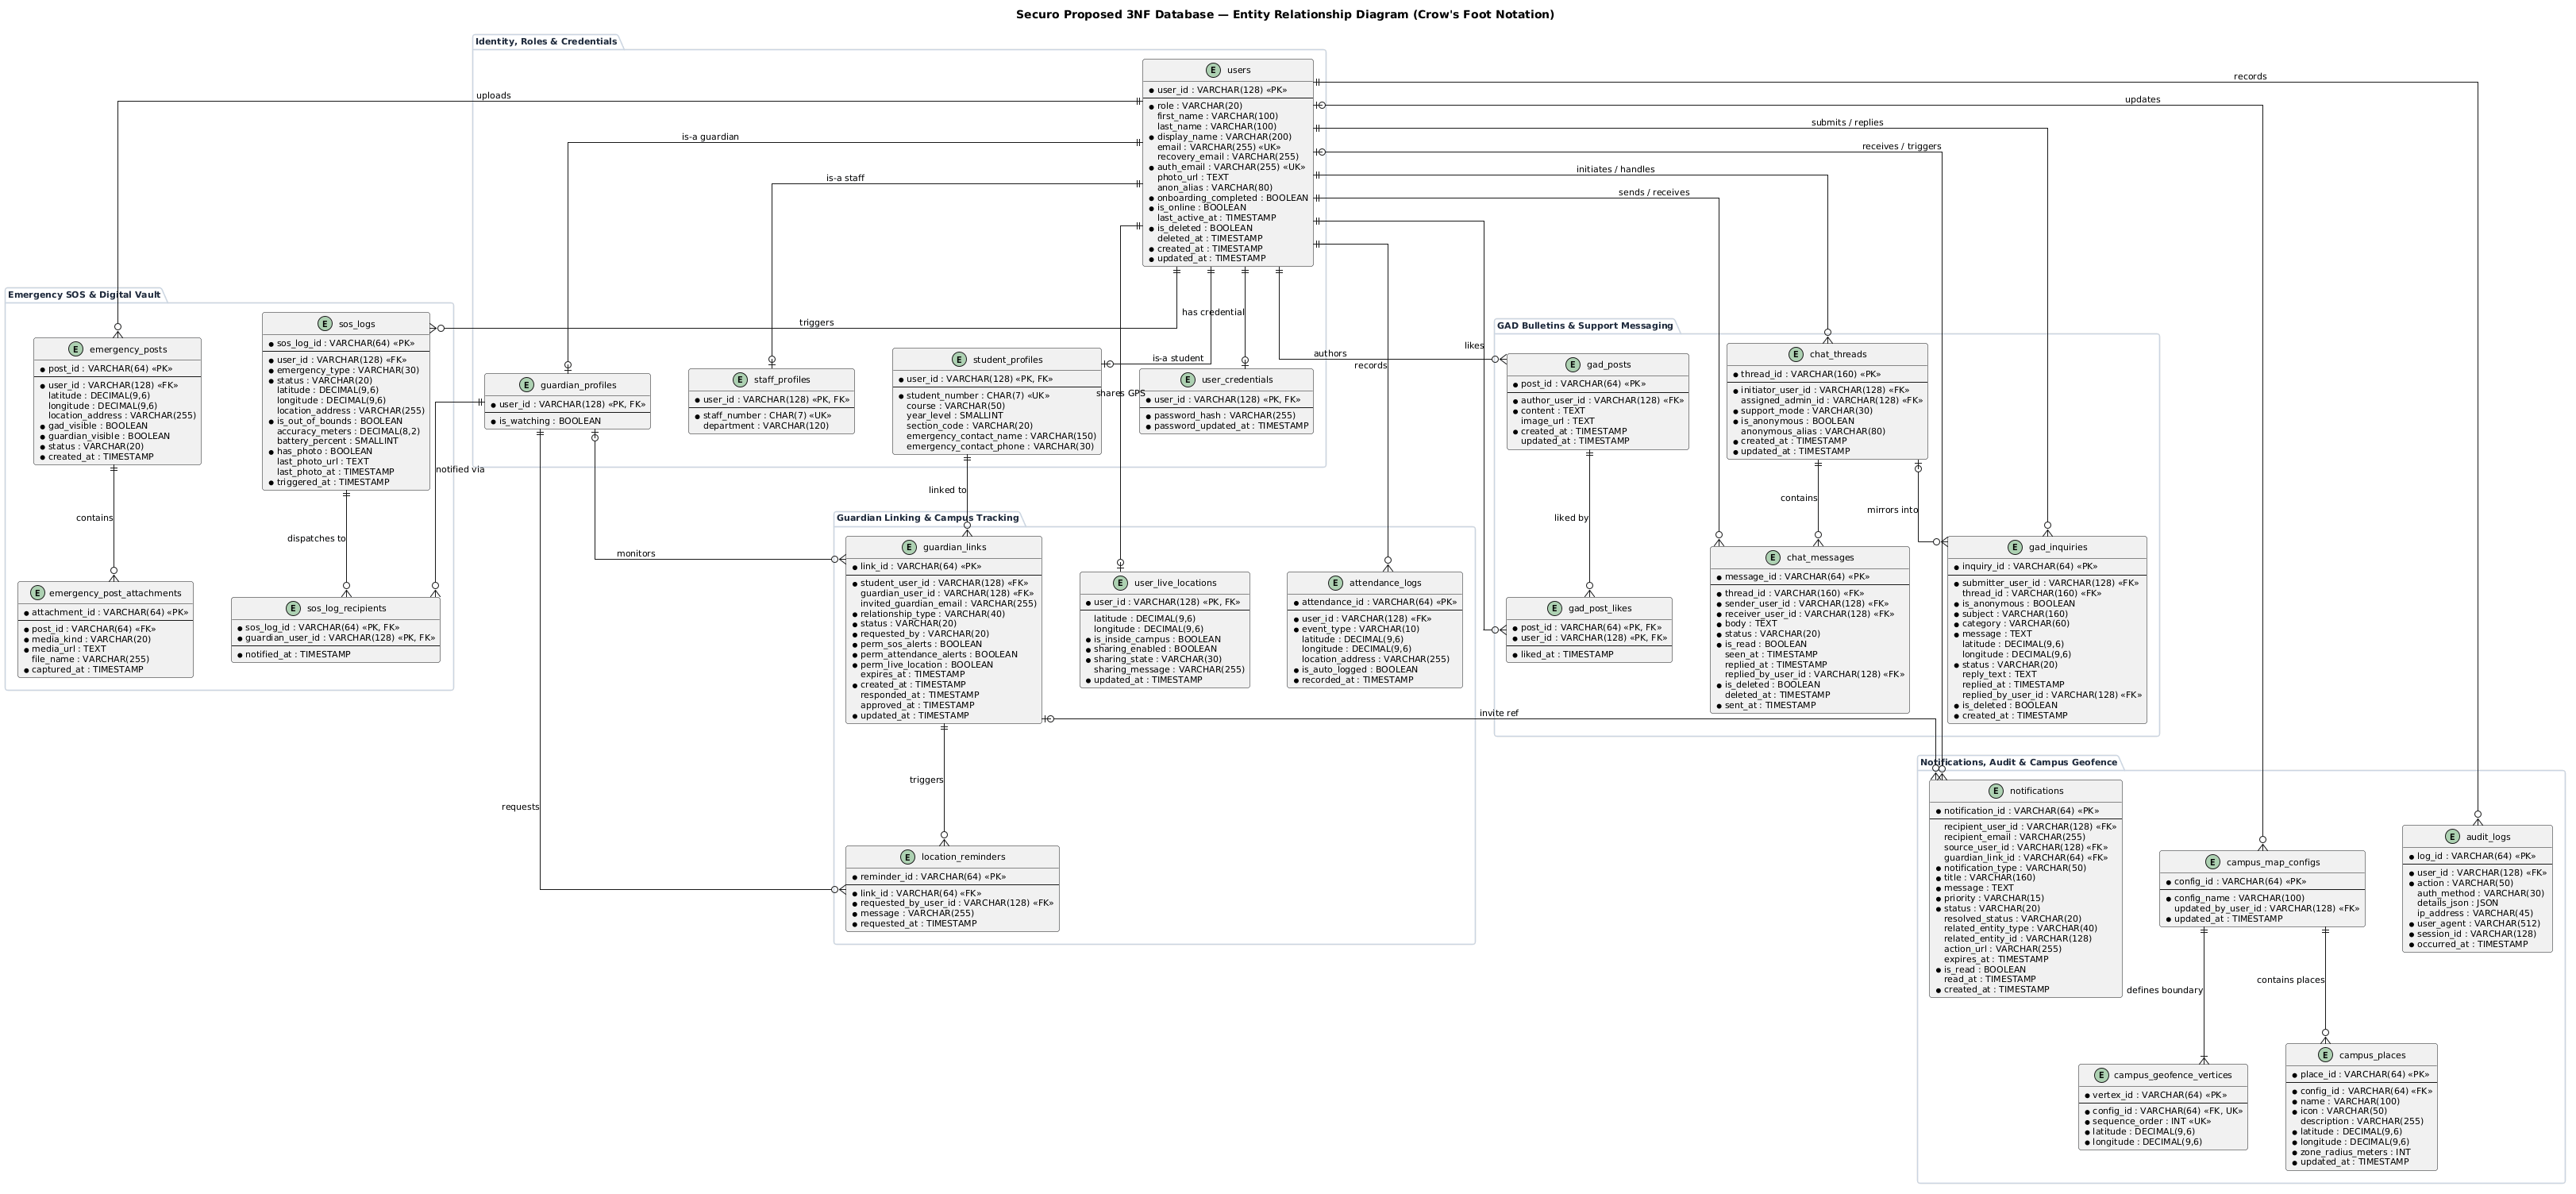 Securo Proposed 3NF Database — Entity Relationship Diagram (Crow's Foot Notation)
Identity, Roles & Credentials
E users
user_id : VARCHAR(128) «PK»
role : VARCHAR(20)
first_name : VARCHAR(100)
last_name : VARCHAR(100)
display_name : VARCHAR(200)
email : VARCHAR(255) «UK»
recovery_email : VARCHAR(255)
auth_email : VARCHAR(255) «UK»
photo_url : TEXT
anon_alias : VARCHAR(80)
onboarding_completed : BOOLEAN
is_online : BOOLEAN
last_active_at : TIMESTAMP
is_deleted : BOOLEAN
deleted_at : TIMESTAMP
created_at : TIMESTAMP
updated_at : TIMESTAMP
records
updates
submits / replies
receives / triggers
initiates / handles
sends / receives
uploads
is-a guardian
is-a staff
has credential
triggers
is-a student
authors
likes
records
shares GPS
E guardian_profiles
user_id : VARCHAR(128) «PK, FK»
is_watching : BOOLEAN
E staff_profiles
user_id : VARCHAR(128) «PK, FK»
staff_number : CHAR(7) «UK»
department : VARCHAR(120)
E student_profiles
user_id : VARCHAR(128) «PK, FK»
student_number : CHAR(7) «UK»
course : VARCHAR(50)
year_level : SMALLINT
section_code : VARCHAR(20)
emergency_contact_name : VARCHAR(150)
emergency_contact_phone : VARCHAR(30)
E user_credentials
user_id : VARCHAR(128) «PK, FK»
password_hash : VARCHAR(255)
password_updated_at : TIMESTAMP
Emergency SOS & Digital Vault
E emergency_posts
post_id : VARCHAR(64) «PK»
user_id : VARCHAR(128) «FK»
latitude : DECIMAL(9,6)
longitude : DECIMAL(9,6)
location_address : VARCHAR(255)
gad_visible : BOOLEAN
guardian_visible : BOOLEAN
status : VARCHAR(20)
created_at : TIMESTAMP
E sos_logs
sos_log_id : VARCHAR(64) «PK»
user_id : VARCHAR(128) «FK»
emergency_type : VARCHAR(30)
status : VARCHAR(20)
latitude : DECIMAL(9,6)
longitude : DECIMAL(9,6)
location_address : VARCHAR(255)
is_out_of_bounds : BOOLEAN
accuracy_meters : DECIMAL(8,2)
battery_percent : SMALLINT
has_photo : BOOLEAN
last_photo_url : TEXT
last_photo_at : TIMESTAMP
triggered_at : TIMESTAMP
notified via
contains
dispatches to
E emergency_post_attachments
attachment_id : VARCHAR(64) «PK»
post_id : VARCHAR(64) «FK»
media_kind : VARCHAR(20)
media_url : TEXT
file_name : VARCHAR(255)
captured_at : TIMESTAMP
E sos_log_recipients
sos_log_id : VARCHAR(64) «PK, FK»
guardian_user_id : VARCHAR(128) «PK, FK»
notified_at : TIMESTAMP
linked to
monitors
requests
Guardian Linking & Campus Tracking
E guardian_links
link_id : VARCHAR(64) «PK»
student_user_id : VARCHAR(128) «FK»
guardian_user_id : VARCHAR(128) «FK»
invited_guardian_email : VARCHAR(255)
relationship_type : VARCHAR(40)
status : VARCHAR(20)
requested_by : VARCHAR(20)
perm_sos_alerts : BOOLEAN
perm_attendance_alerts : BOOLEAN
perm_live_location : BOOLEAN
expires_at : TIMESTAMP
created_at : TIMESTAMP
responded_at : TIMESTAMP
approved_at : TIMESTAMP
updated_at : TIMESTAMP
E user_live_locations
user_id : VARCHAR(128) «PK, FK»
latitude : DECIMAL(9,6)
longitude : DECIMAL(9,6)
is_inside_campus : BOOLEAN
sharing_enabled : BOOLEAN
sharing_state : VARCHAR(30)
sharing_message : VARCHAR(255)
updated_at : TIMESTAMP
E attendance_logs
attendance_id : VARCHAR(64) «PK»
user_id : VARCHAR(128) «FK»
event_type : VARCHAR(10)
latitude : DECIMAL(9,6)
longitude : DECIMAL(9,6)
location_address : VARCHAR(255)
is_auto_logged : BOOLEAN
recorded_at : TIMESTAMP
invite ref
triggers
E location_reminders
reminder_id : VARCHAR(64) «PK»
link_id : VARCHAR(64) «FK»
requested_by_user_id : VARCHAR(128) «FK»
message : VARCHAR(255)
requested_at : TIMESTAMP
GAD Bulletins & Support Messaging
E gad_posts
post_id : VARCHAR(64) «PK»
author_user_id : VARCHAR(128) «FK»
content : TEXT
image_url : TEXT
created_at : TIMESTAMP
updated_at : TIMESTAMP
E chat_threads
thread_id : VARCHAR(160) «PK»
initiator_user_id : VARCHAR(128) «FK»
assigned_admin_id : VARCHAR(128) «FK»
support_mode : VARCHAR(30)
is_anonymous : BOOLEAN
anonymous_alias : VARCHAR(80)
created_at : TIMESTAMP
updated_at : TIMESTAMP
liked by
contains
mirrors into
E gad_post_likes
post_id : VARCHAR(64) «PK, FK»
user_id : VARCHAR(128) «PK, FK»
liked_at : TIMESTAMP
E chat_messages
message_id : VARCHAR(64) «PK»
thread_id : VARCHAR(160) «FK»
sender_user_id : VARCHAR(128) «FK»
receiver_user_id : VARCHAR(128) «FK»
body : TEXT
status : VARCHAR(20)
is_read : BOOLEAN
seen_at : TIMESTAMP
replied_at : TIMESTAMP
replied_by_user_id : VARCHAR(128) «FK»
is_deleted : BOOLEAN
deleted_at : TIMESTAMP
sent_at : TIMESTAMP
E gad_inquiries
inquiry_id : VARCHAR(64) «PK»
submitter_user_id : VARCHAR(128) «FK»
thread_id : VARCHAR(160) «FK»
is_anonymous : BOOLEAN
subject : VARCHAR(160)
category : VARCHAR(60)
message : TEXT
latitude : DECIMAL(9,6)
longitude : DECIMAL(9,6)
status : VARCHAR(20)
reply_text : TEXT
replied_at : TIMESTAMP
replied_by_user_id : VARCHAR(128) «FK»
is_deleted : BOOLEAN
created_at : TIMESTAMP
Notifications, Audit & Campus Geofence
E notifications
notification_id : VARCHAR(64) «PK»
recipient_user_id : VARCHAR(128) «FK»
recipient_email : VARCHAR(255)
source_user_id : VARCHAR(128) «FK»
guardian_link_id : VARCHAR(64) «FK»
notification_type : VARCHAR(50)
title : VARCHAR(160)
message : TEXT
priority : VARCHAR(15)
status : VARCHAR(20)
resolved_status : VARCHAR(20)
related_entity_type : VARCHAR(40)
related_entity_id : VARCHAR(128)
action_url : VARCHAR(255)
expires_at : TIMESTAMP
is_read : BOOLEAN
read_at : TIMESTAMP
created_at : TIMESTAMP
E campus_map_configs
config_id : VARCHAR(64) «PK»
config_name : VARCHAR(100)
updated_by_user_id : VARCHAR(128) «FK»
updated_at : TIMESTAMP
E audit_logs
log_id : VARCHAR(64) «PK»
user_id : VARCHAR(128) «FK»
action : VARCHAR(50)
auth_method : VARCHAR(30)
details_json : JSON
ip_address : VARCHAR(45)
user_agent : VARCHAR(512)
session_id : VARCHAR(128)
occurred_at : TIMESTAMP
defines boundary
contains places
E campus_geofence_vertices
vertex_id : VARCHAR(64) «PK»
config_id : VARCHAR(64) «FK, UK»
sequence_order : INT «UK»
latitude : DECIMAL(9,6)
longitude : DECIMAL(9,6)
E campus_places
place_id : VARCHAR(64) «PK»
config_id : VARCHAR(64) «FK»
name : VARCHAR(100)
icon : VARCHAR(50)
description : VARCHAR(255)
latitude : DECIMAL(9,6)
longitude : DECIMAL(9,6)
zone_radius_meters : INT
updated_at : TIMESTAMP